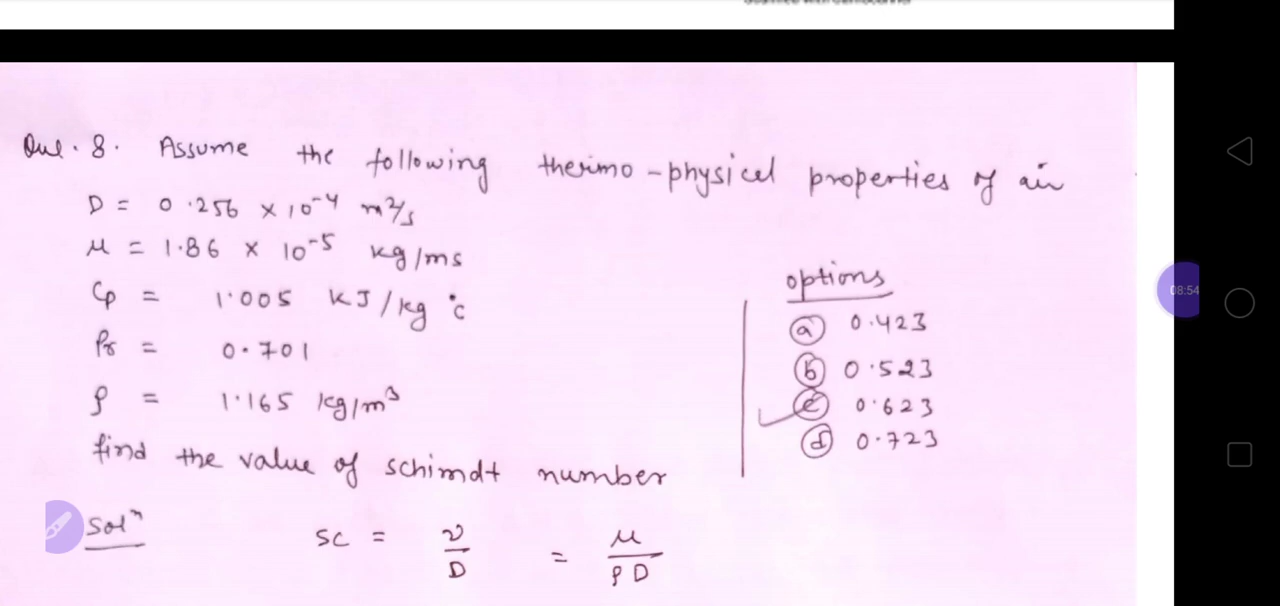 Que. 8. Assume the following thermo-physicel properties of air
D = 0.256 × 10⁻⁴ m²/s
μ = 1.86 × 10⁻⁵ kg/ms
Cp = 1.005 KJ/kg °c
Pr = 0.701
ρ = 1.165 kg/m³
find the value of schimdt number
options
(a) 0.423
(b) 0.523
(c) 0.623
(d) 0.723
Solⁿ
Sc = ν/D = μ/ρD
08:54